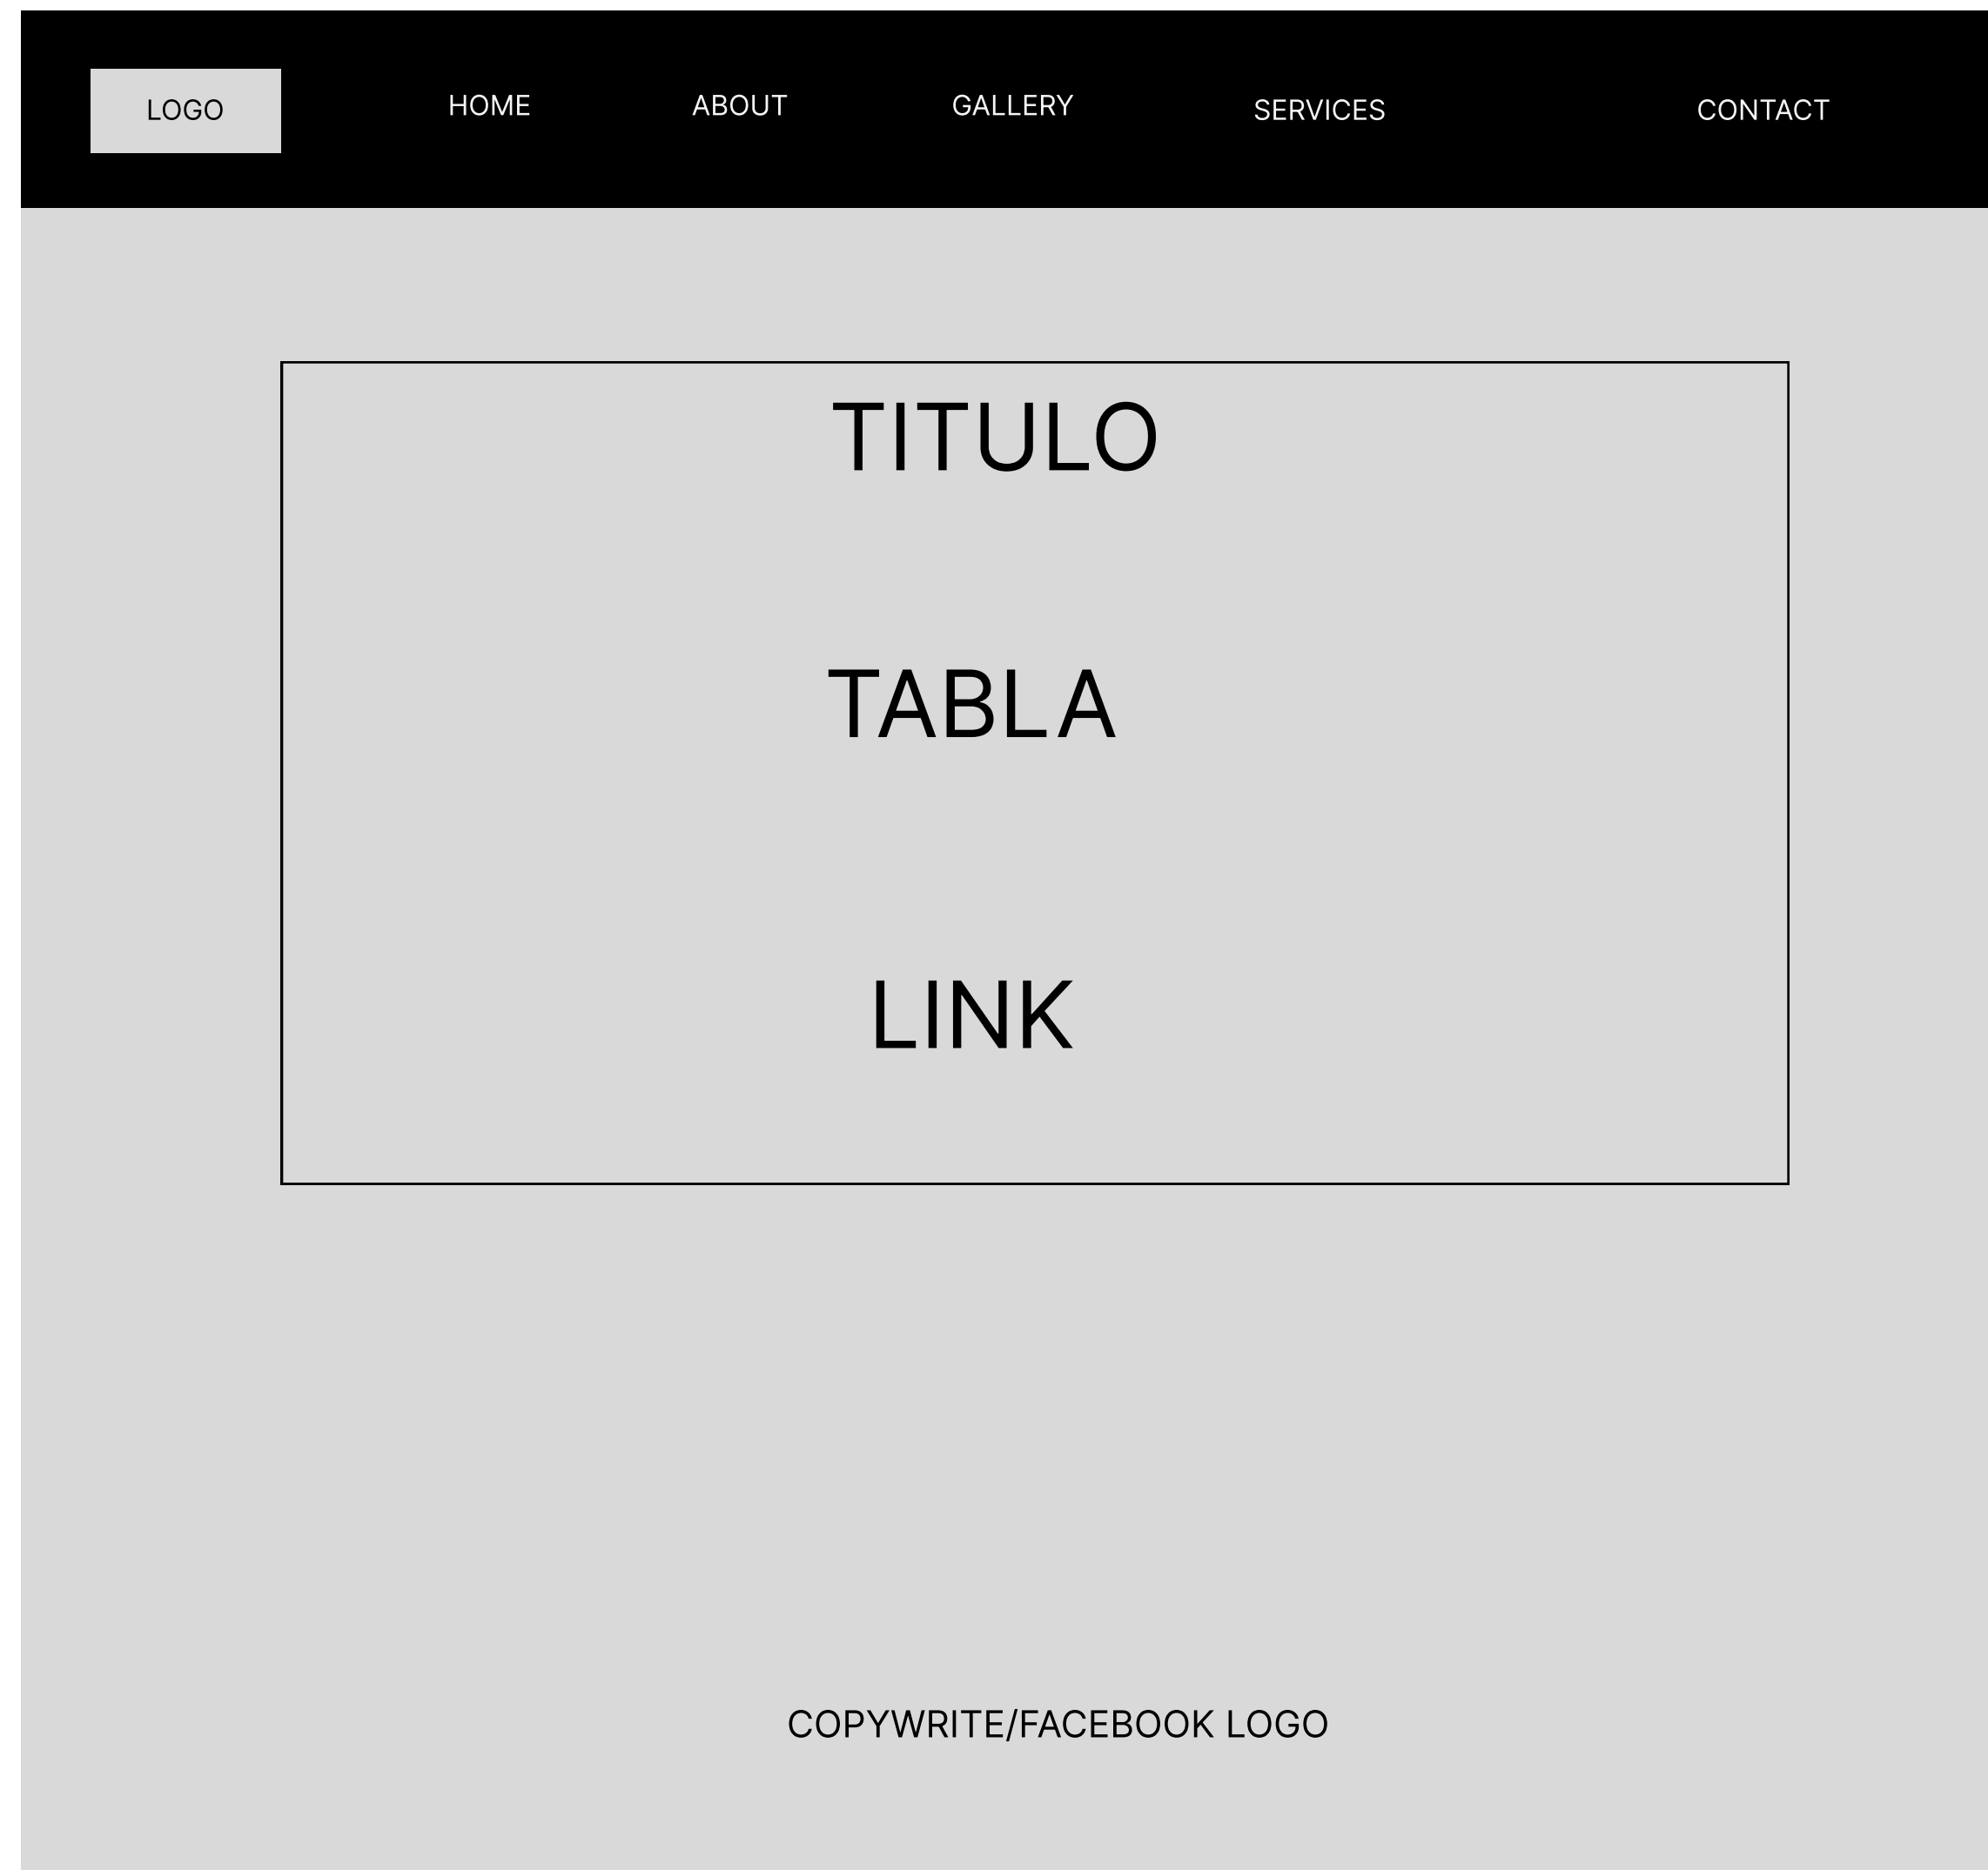 LOGO
HOME
ABOUT
GALLERY
SERVICES
CONTACT
TITULO
TABLA
LINK
COPYWRITE/FACEBOOK LOGO